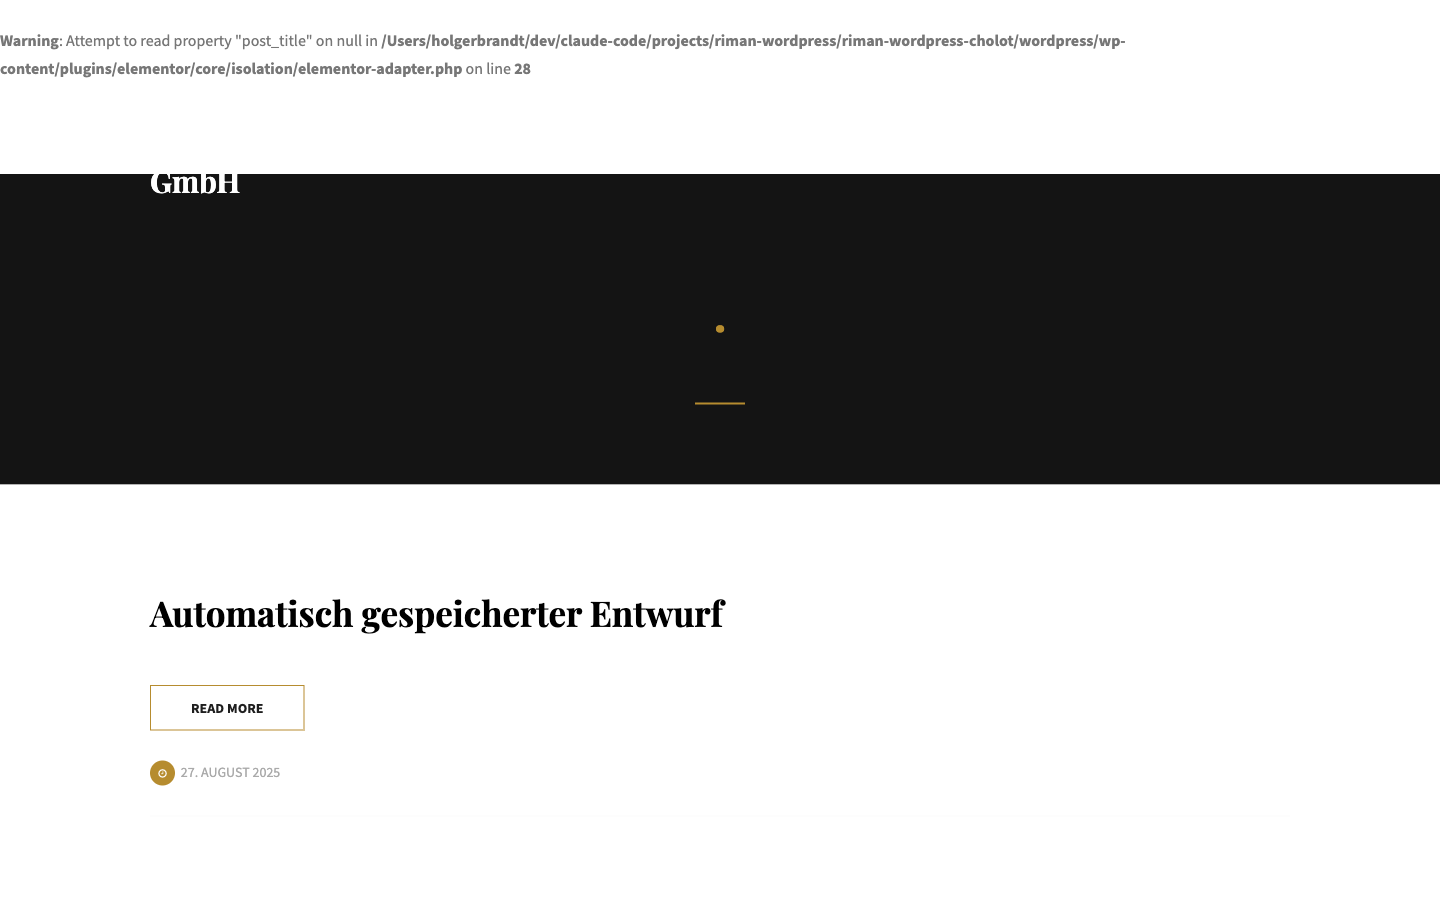 Warning: Attempt to read property "post_title" on null in /Users/holgerbrandt/dev/claude-code/projects/riman-wordpress/riman-wordpress-cholot/wordpress/wp-
content/plugins/elementor/core/isolation/elementor-adapter.php on line 28
GmbH
Automatisch gespeicherter Entwurf
READ MORE
27. AUGUST 2025